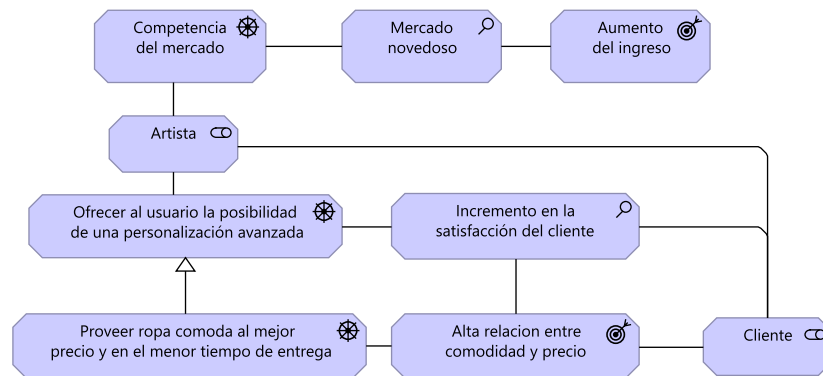 Competencia
del mercado
Mercado
novedoso
Aumento
del ingreso
Artista
Ofrecer al usuario la posibilidad
de una personalización avanzada
Incremento en la
satisfacción del cliente
Proveer ropa comoda al mejor
precio y en el menor tiempo de entrega
Alta relacion entre
comodidad y precio
Cliente